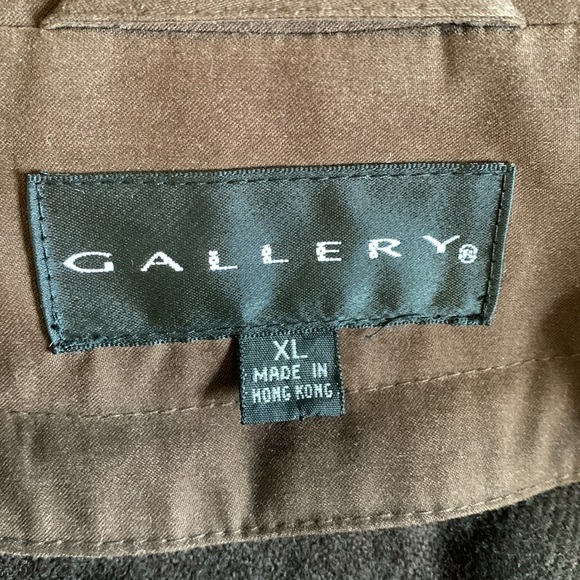 GALLERY®
XL
MADE IN
HONG KONG